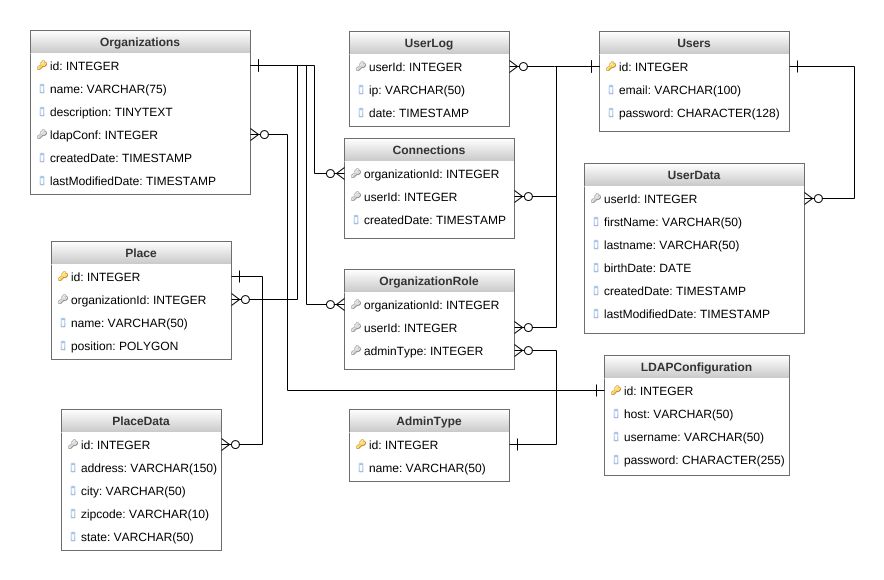 Organizations
id: INTEGER
name: VARCHAR(75)
description: TINYTEXT
ldapConf: INTEGER
createdDate: TIMESTAMP
lastModifiedDate: TIMESTAMP
UserLog
userId: INTEGER
ip: VARCHAR(50)
date: TIMESTAMP
Users
id: INTEGER
email: VARCHAR(100)
password: CHARACTER(128)
Connections
organizationId: INTEGER
userId: INTEGER
createdDate: TIMESTAMP
UserData
userId: INTEGER
firstName: VARCHAR(50)
lastname: VARCHAR(50)
birthDate: DATE
createdDate: TIMESTAMP
lastModifiedDate: TIMESTAMP
Place
id: INTEGER
organizationId: INTEGER
name: VARCHAR(50)
position: POLYGON
OrganizationRole
organizationId: INTEGER
userId: INTEGER
adminType: INTEGER
LDAPConfiguration
id: INTEGER
host: VARCHAR(50)
username: VARCHAR(50)
password: CHARACTER(255)
PlaceData
id: INTEGER
address: VARCHAR(150)
city: VARCHAR(50)
zipcode: VARCHAR(10)
state: VARCHAR(50)
AdminType
id: INTEGER
name: VARCHAR(50)